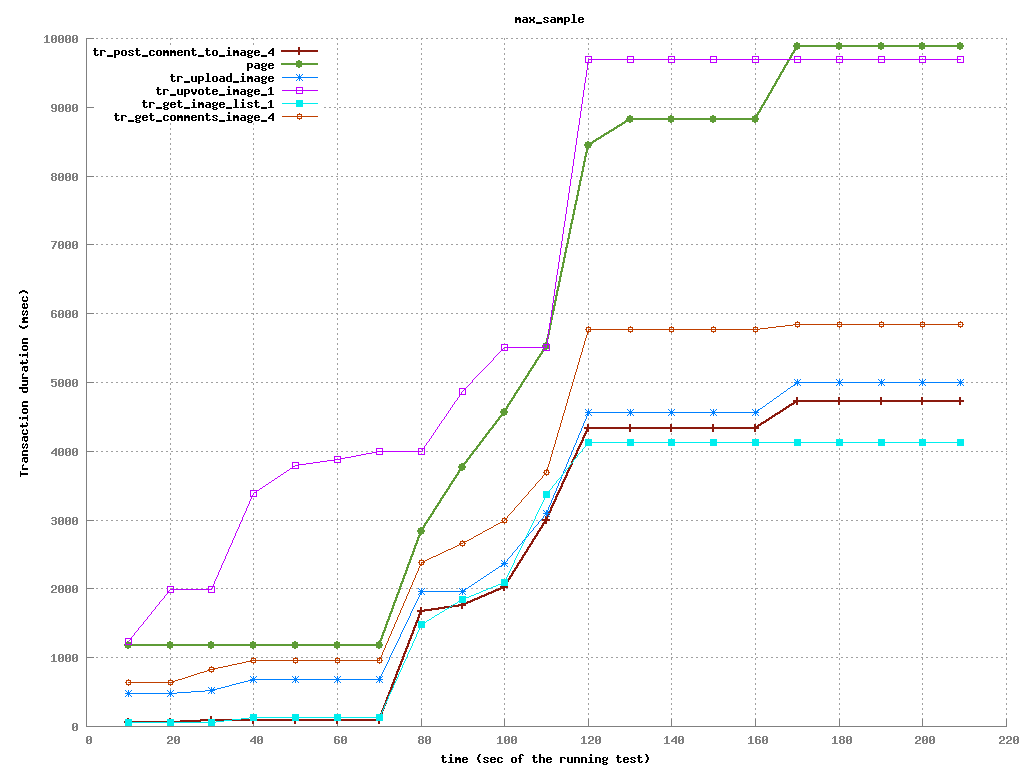 max_sample
tr_post_comment_to_image_4
page
tr_upload_image
tr_upvote_image_1
tr_get_image_list_1
tr_get_comments_image_4
Transaction duration (msec)
10000
9000
8000
7000
6000
5000
4000
3000
2000
1000
0
0 20 40 60 80 100 120 140 160 180 200 220
time (sec of the running test)